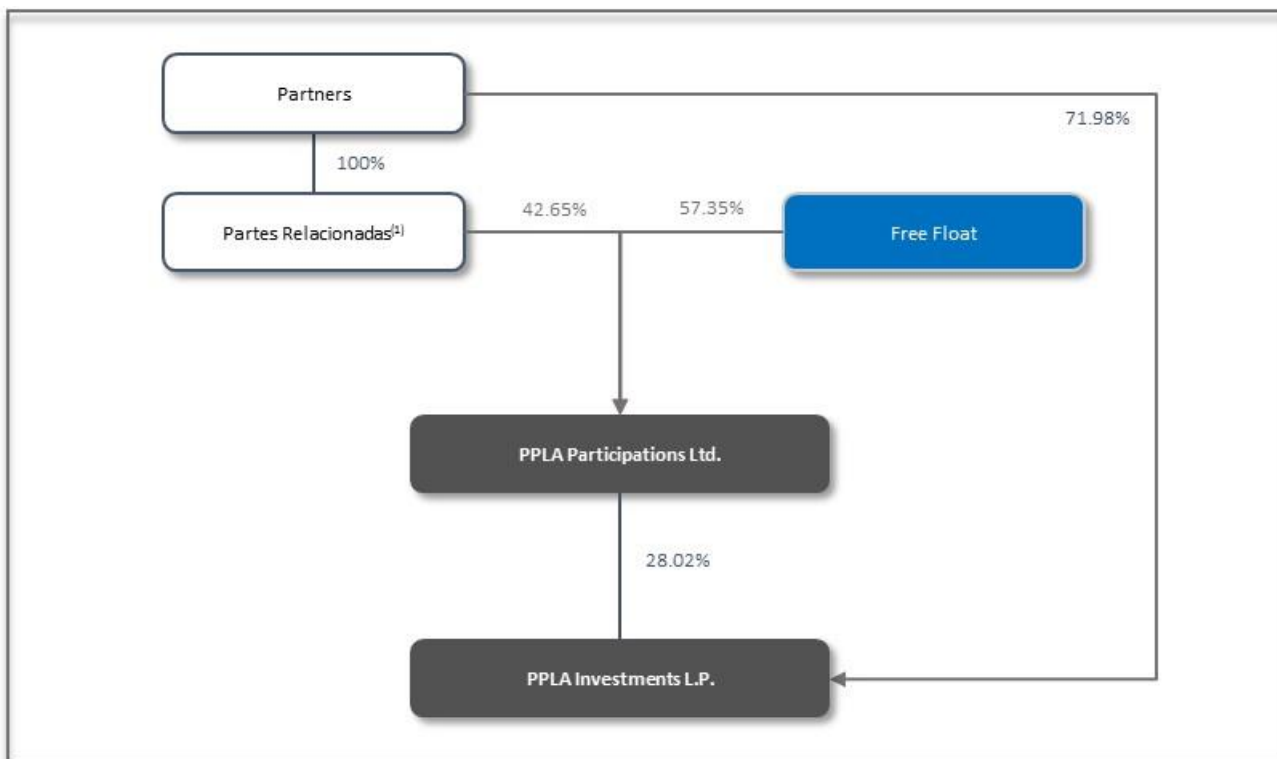 Partners
71.98%
100%
Partes Relacionadas⁽¹⁾
42.65%
57.35%
Free Float
PPLA Participations Ltd.
28.02%
PPLA Investments L.P.